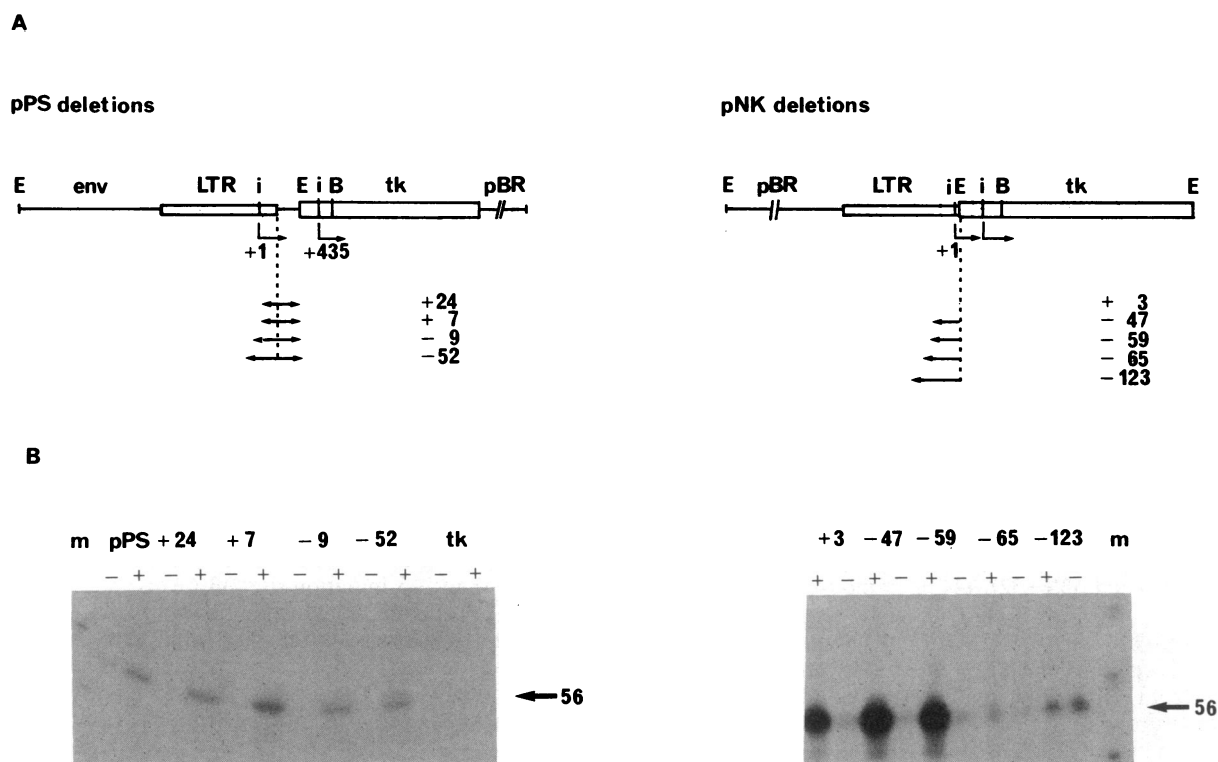 A
pPS deletions
pNK deletions
E env LTR i E i B tk pBR
E pBR LTR i E i B tk E
+1 +435
+1
+24
+7
−9
−52
+3
−47
−59
−65
−123
B
m pPS +24 +7 −9 −52 tk
− + − + − + − + − + − +
+3 −47 −59 −65 −123 m
+ − + − + − + − + −
56
56